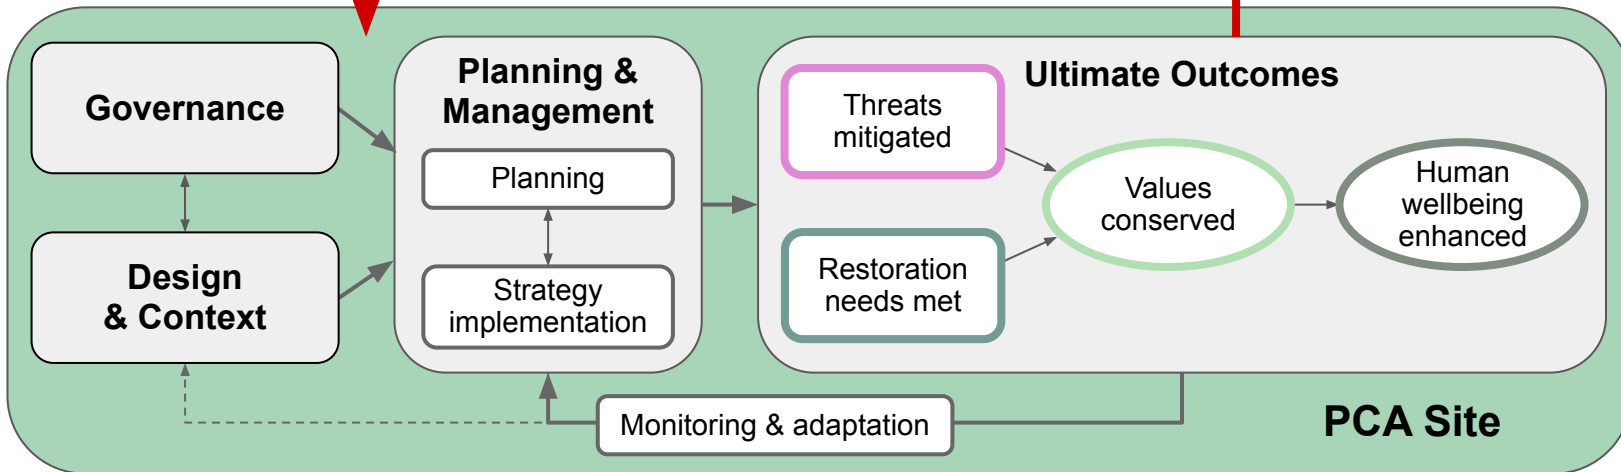 Governance
Design
& Context
Planning &
Management
Planning
Strategy
implementation
Ultimate Outcomes
Threats
mitigated
Restoration
needs met
Values
conserved
Human
wellbeing
enhanced
Monitoring & adaptation
PCA Site